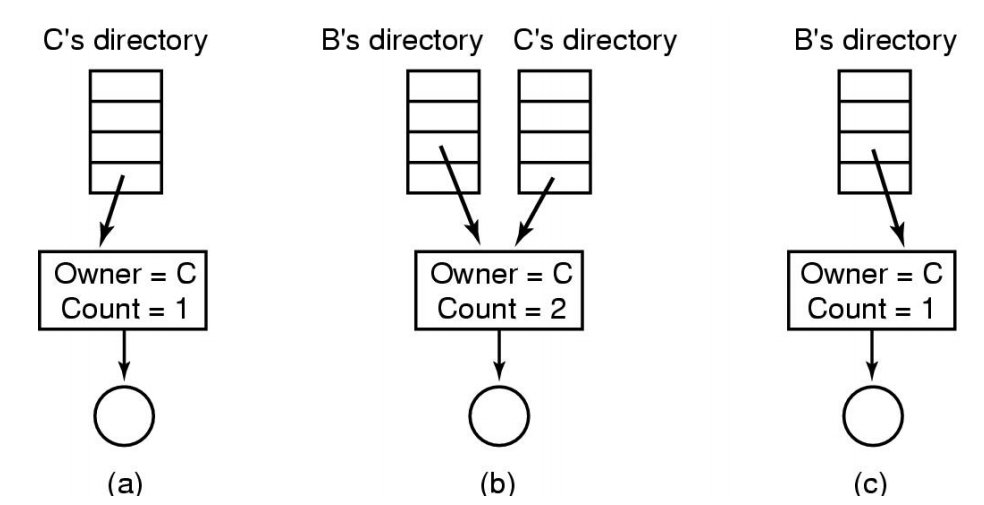 C's directory
B's directory C's directory
B's directory
Owner = C
Count = 1
Owner = C
Count = 2
Owner = C
Count = 1
(a)
(b)
(c)